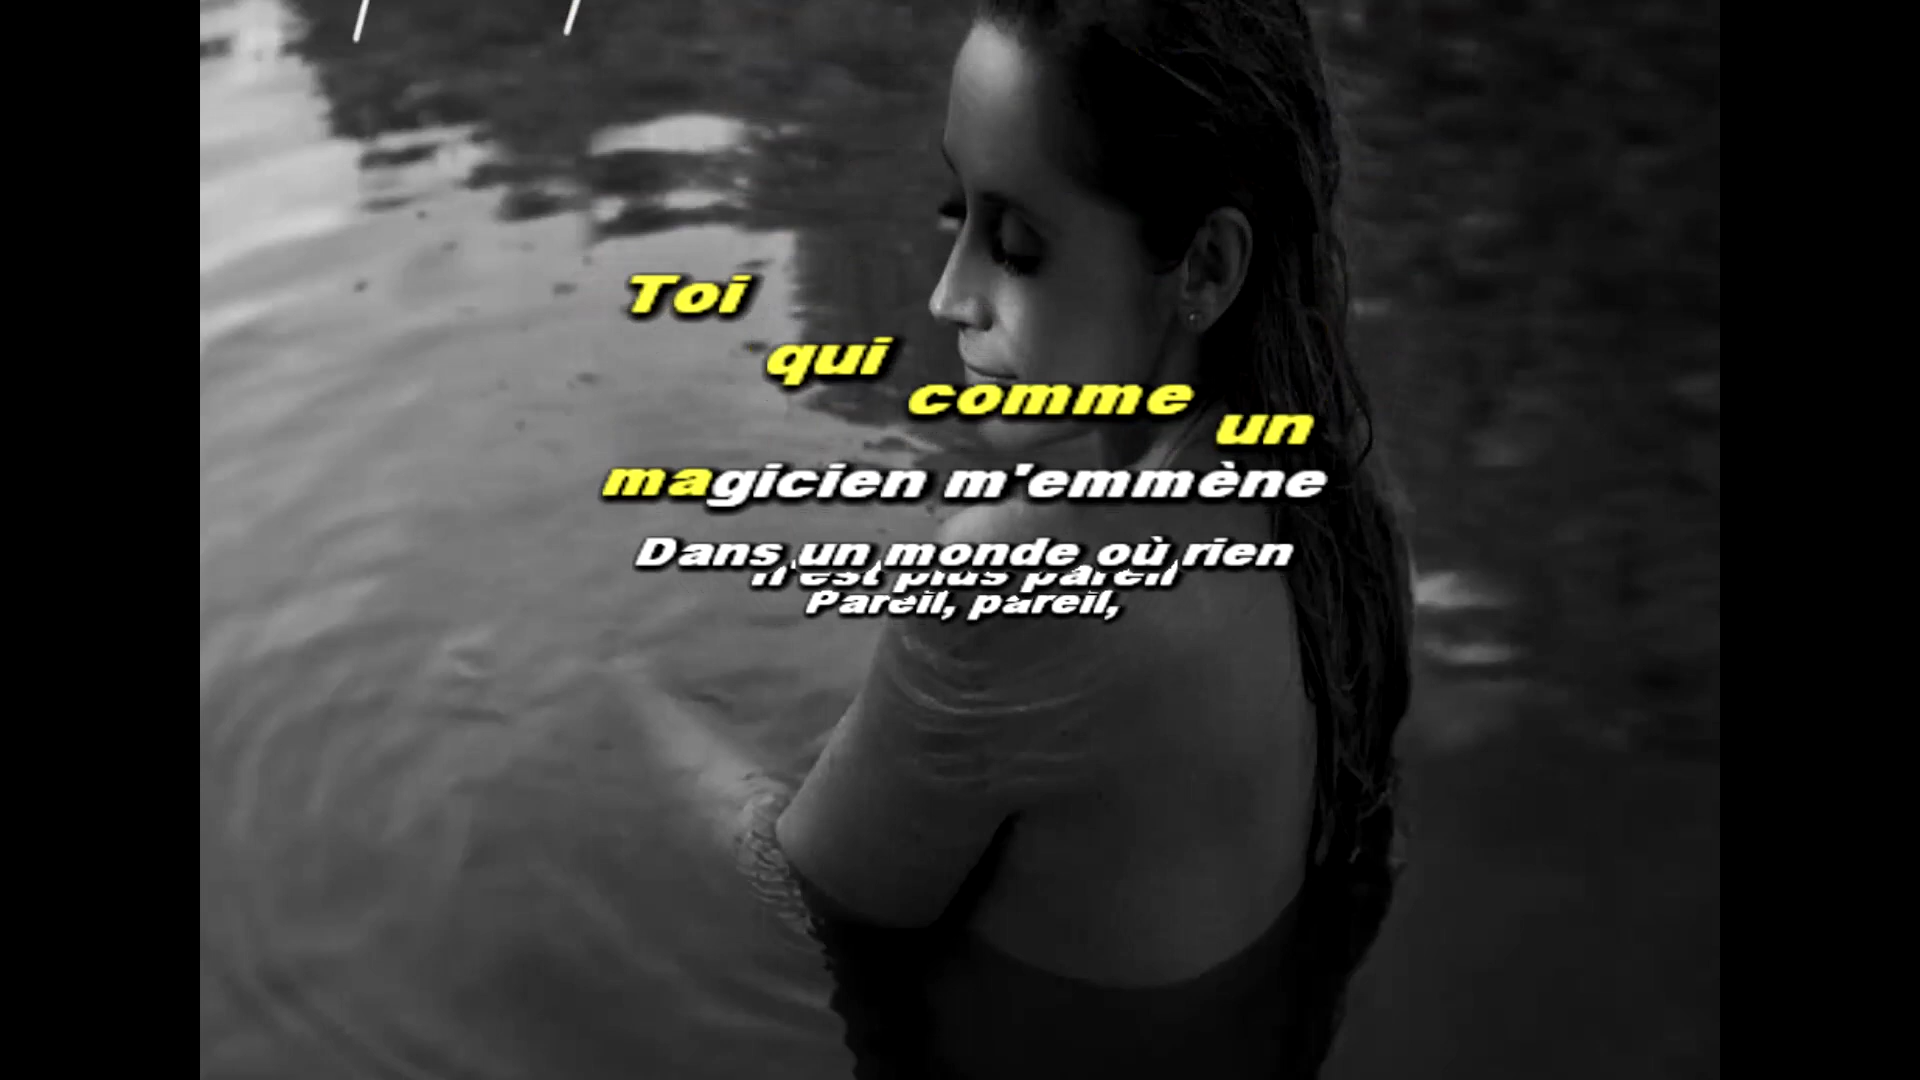 Toi
qui
comme
un
magicien m'emmène
Dans un monde où rien
n'est plus pareil
Pareil, pareil,